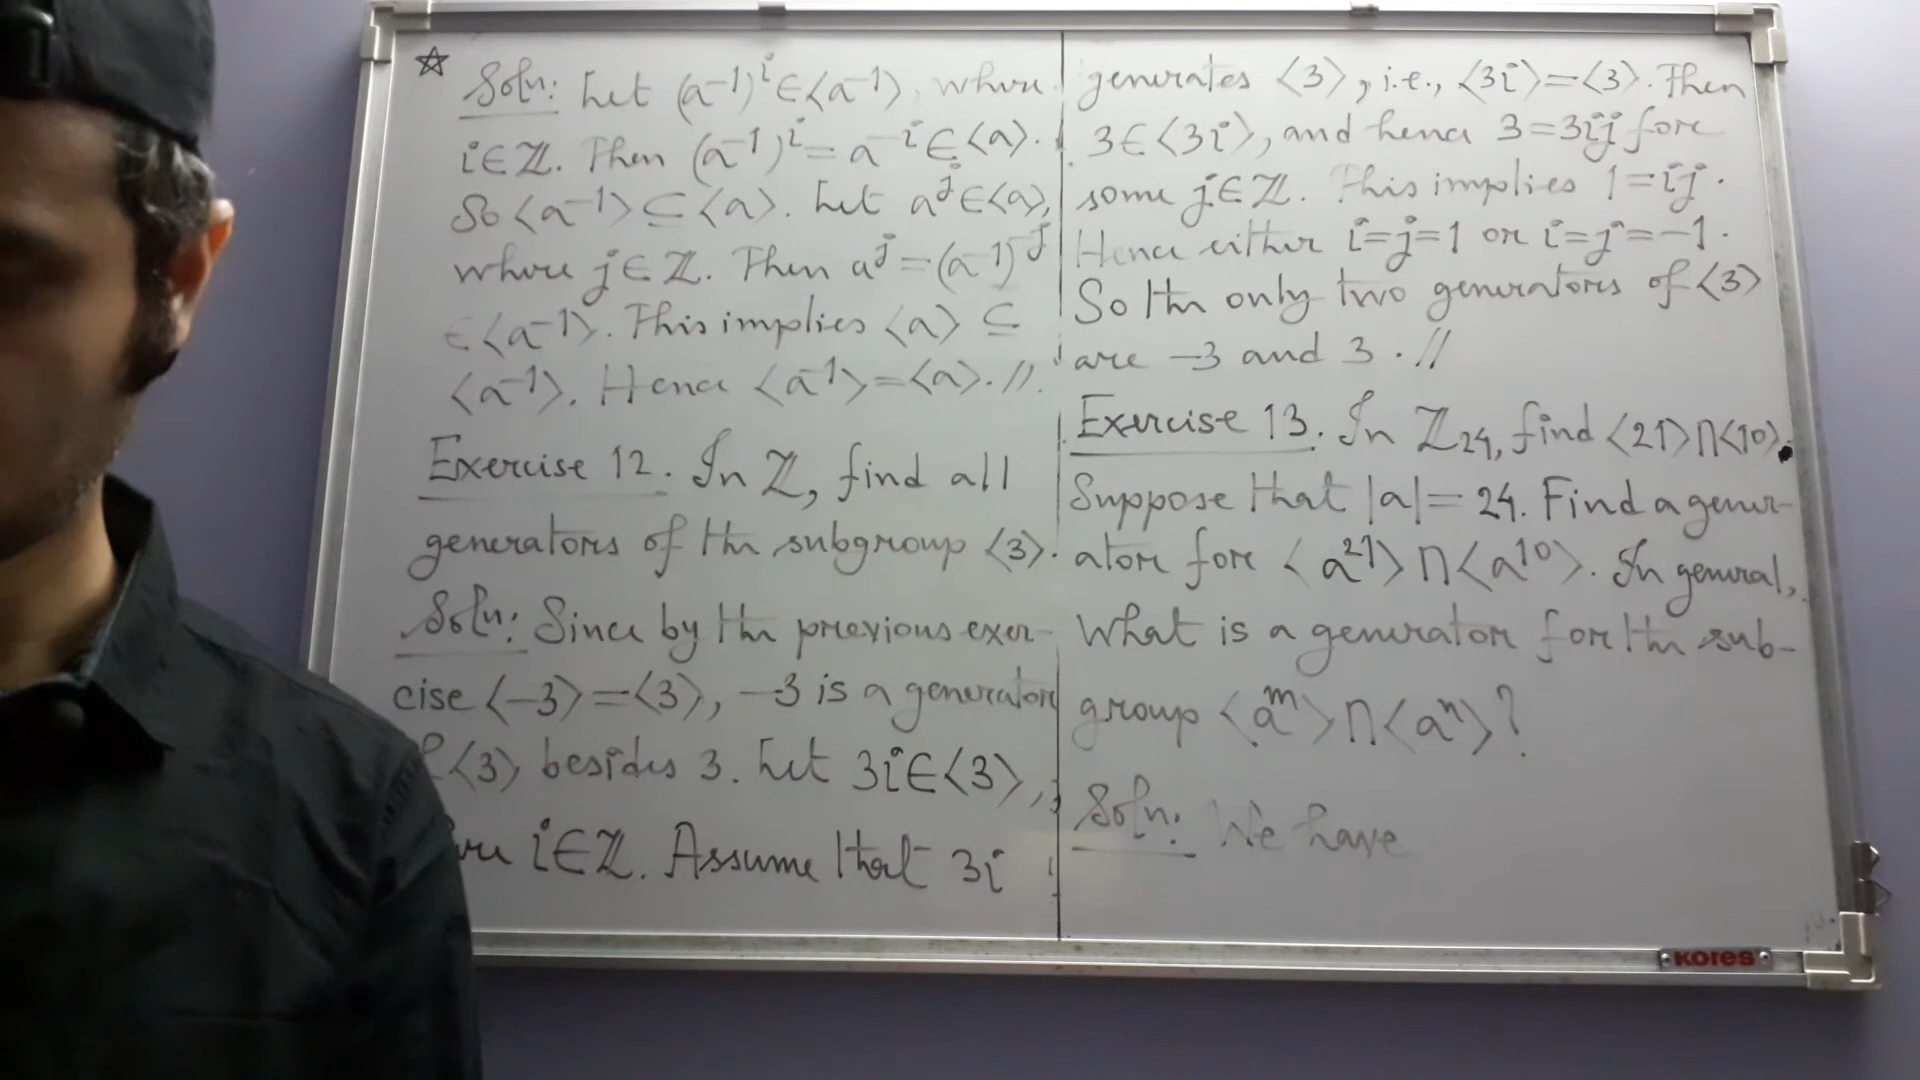 ☆
Soln: Let (a⁻¹)ⁱ∈⟨a⁻¹⟩, where
i∈ℤ. Then (a⁻¹)ⁱ=a⁻ⁱ∈⟨a⟩.
So ⟨a⁻¹⟩⊆⟨a⟩. Let aʲ∈⟨a⟩,
where j∈ℤ. Then aʲ=(a⁻¹)⁻ʲ
∈⟨a⁻¹⟩. This implies ⟨a⟩⊆
⟨a⁻¹⟩. Hence ⟨a⁻¹⟩=⟨a⟩.//.
Exercise 12. In ℤ, find all
generators of the subgroup ⟨3⟩.
Soln: Since by the previous exer-
cise ⟨-3⟩=⟨3⟩, -3 is a generator
⟨3⟩ besides 3. Let 3i∈⟨3⟩,
i∈ℤ. Assume that 3i
generates ⟨3⟩, i.e., ⟨3i⟩=⟨3⟩. Then
3∈⟨3i⟩, and hence 3=3ij for
some j∈ℤ. This implies 1=ij.
Hence either i=j=1 or i=j=-1.
So the only two generators of ⟨3⟩
are -3 and 3.//
Exercise 13. In ℤ₂₄, find ⟨21⟩∩⟨10⟩.
Suppose that |a|=24. Find a gener-
ator for ⟨a²¹⟩∩⟨a¹⁰⟩. In general,
what is a generator for the sub-
group ⟨aᵐ⟩∩⟨aⁿ⟩?
Soln: We have
KORES